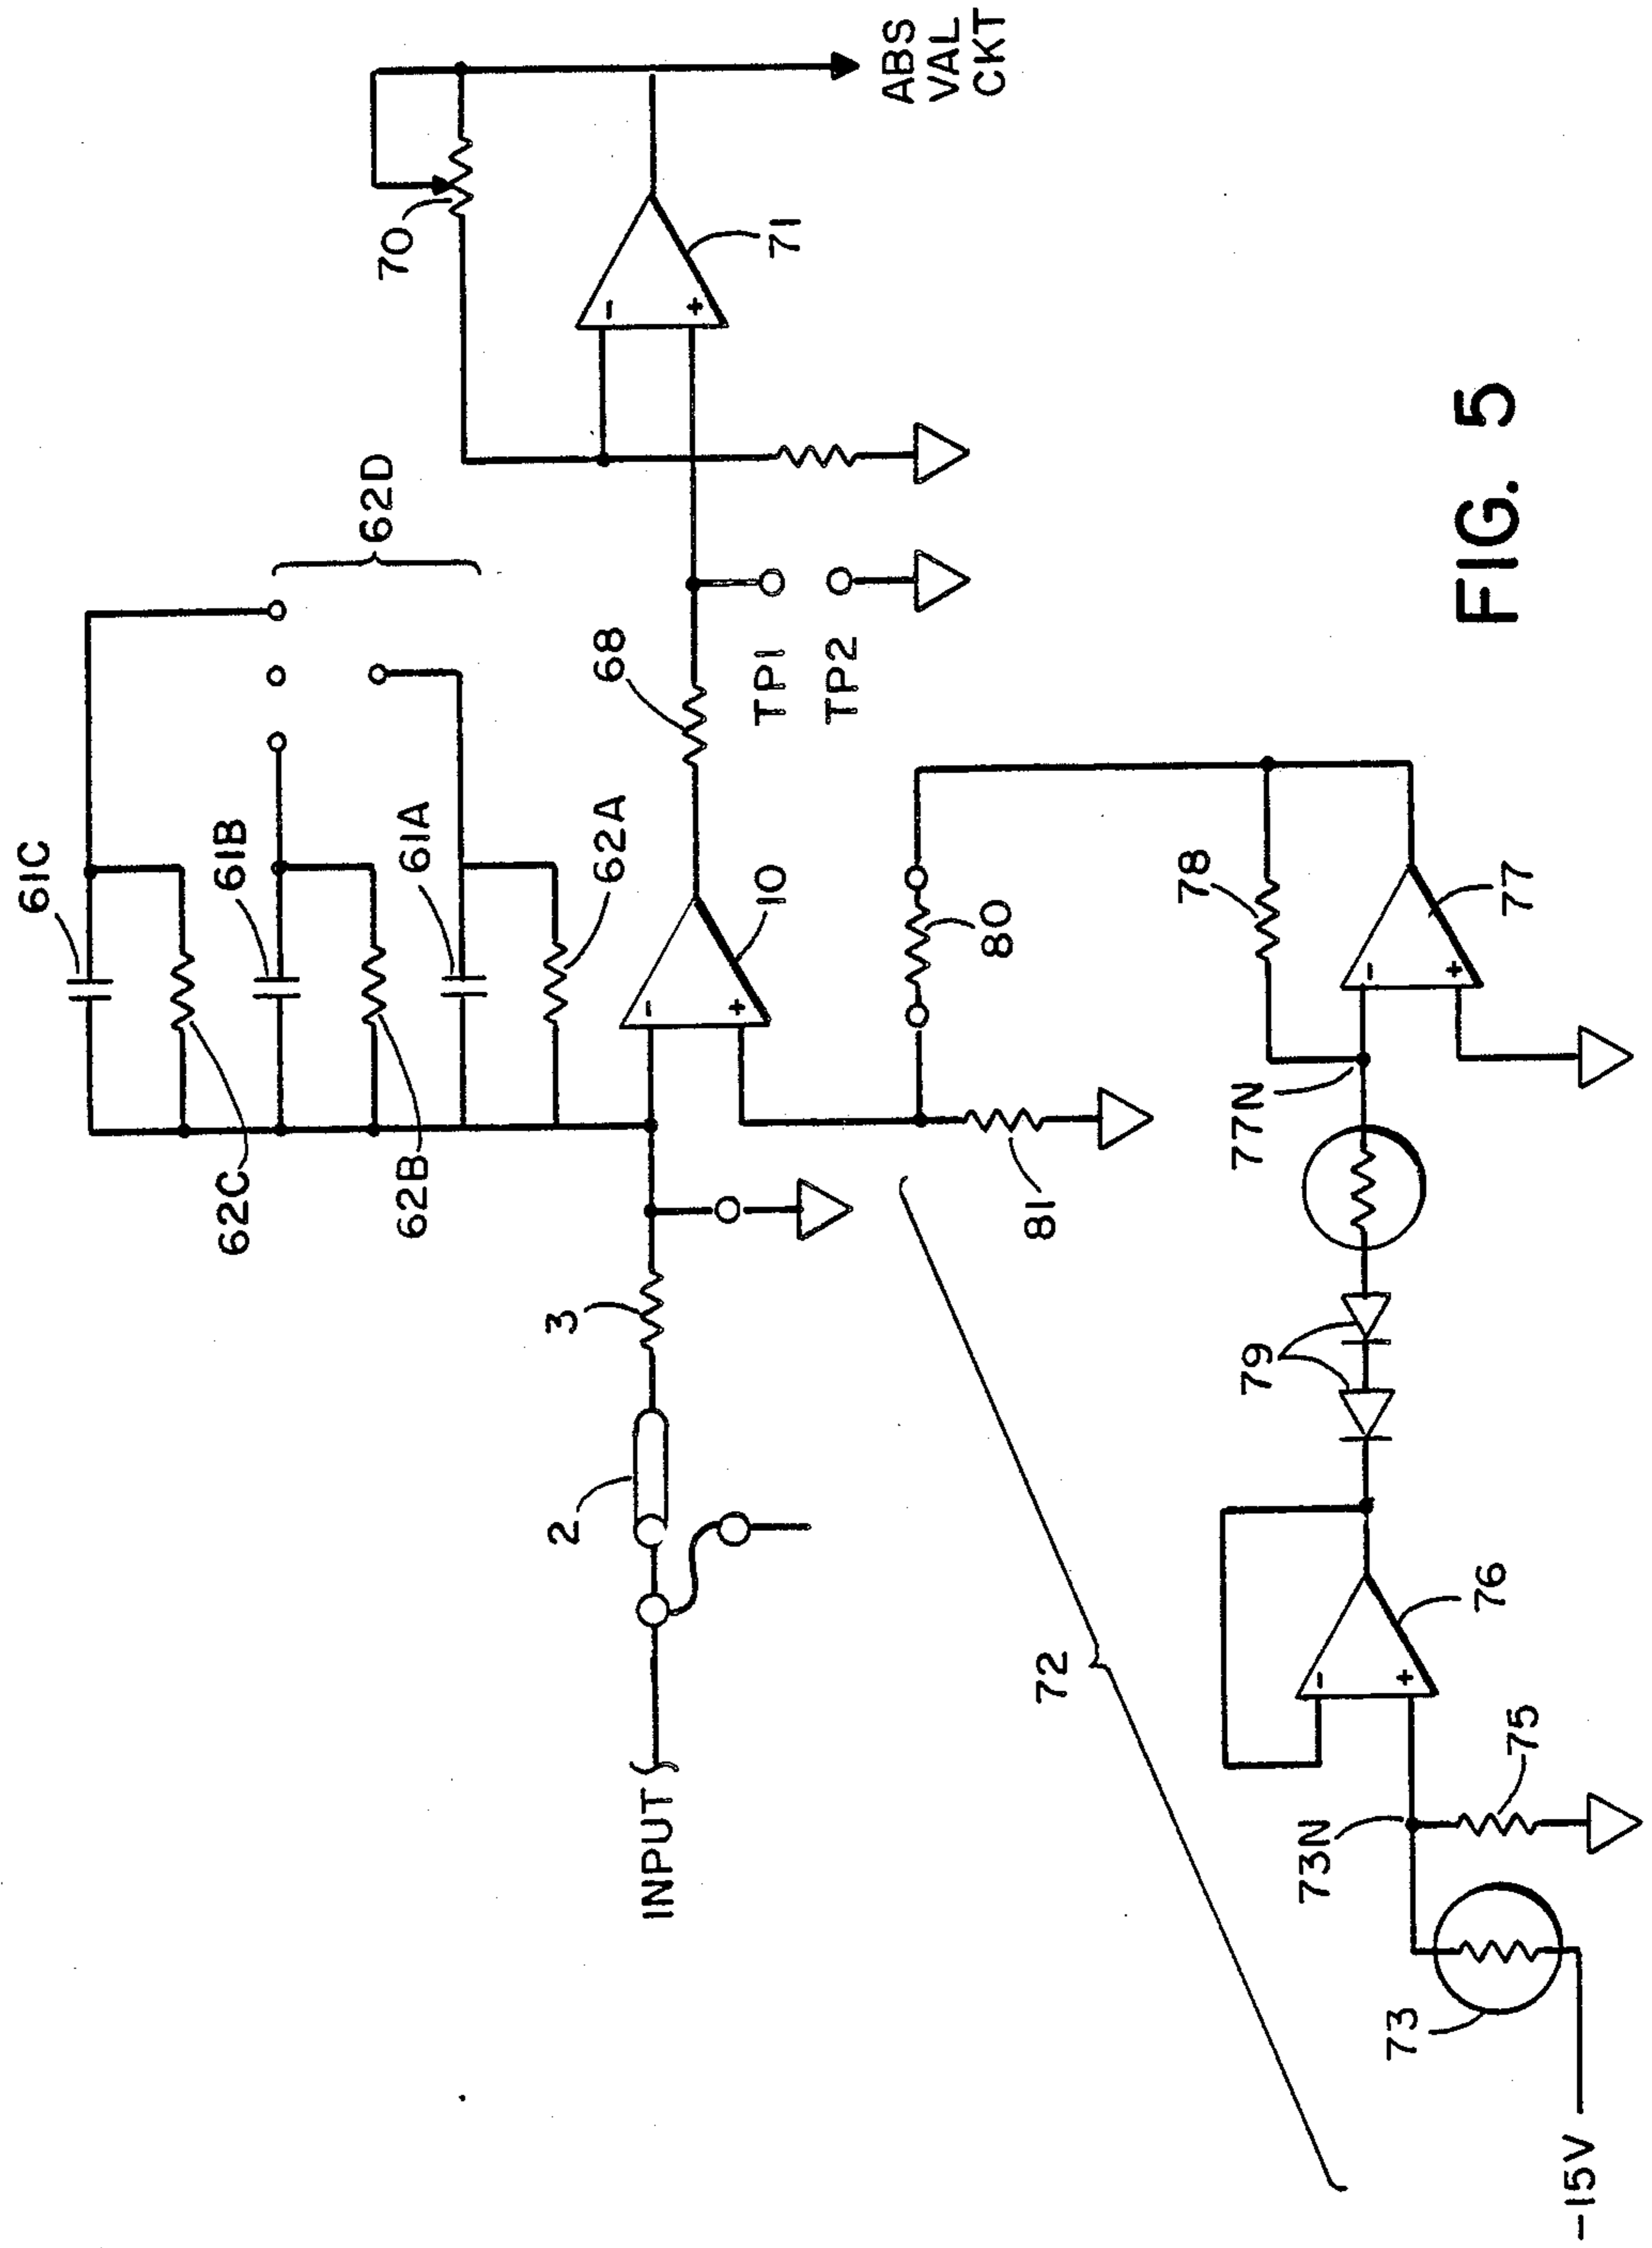 61C
62C
61B
62B
61A
62A
62D
70
INPUT
2
3
10
68
TP1
TP2
71
ABS
VAL
CKT
72
81
80
73
-15V
73N
75
76
79
77N
78
77
- +
- +
- +
- +
FIG. 5